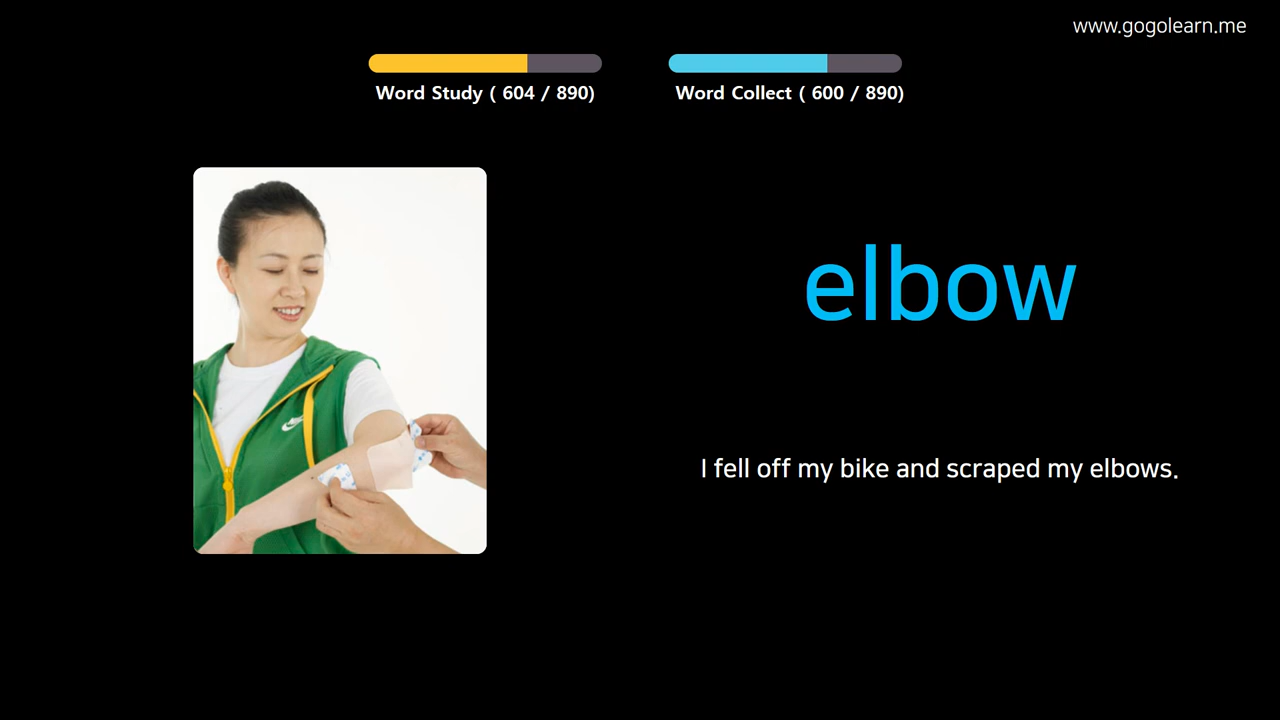 www.gogolearn.me
Word Study ( 604 / 890)
Word Collect ( 600 / 890)
elbow
I fell off my bike and scraped my elbows.